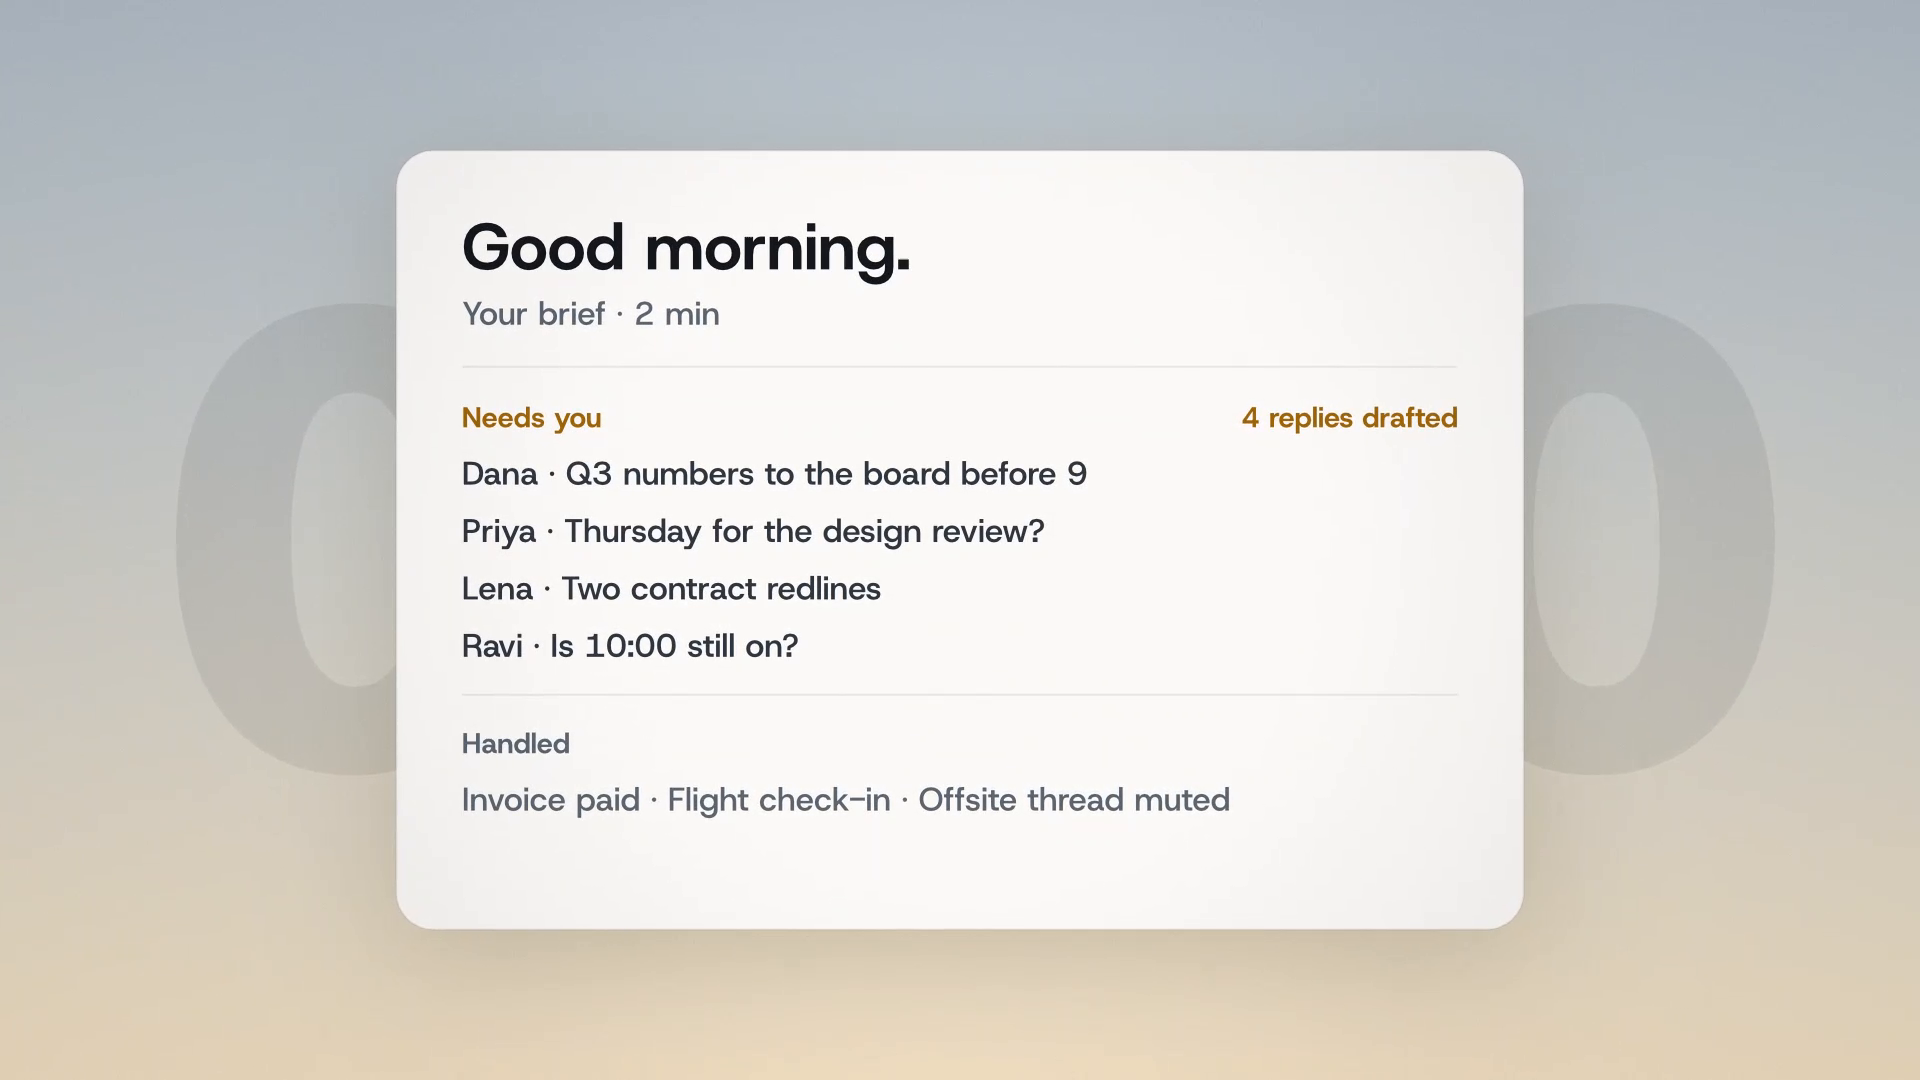 Good morning.
Your brief · 2 min
Needs you
4 replies drafted
Dana · Q3 numbers to the board before 9
Priya · Thursday for the design review?
Lena · Two contract redlines
Ravi · Is 10:00 still on?
Handled
Invoice paid · Flight check-in · Offsite thread muted